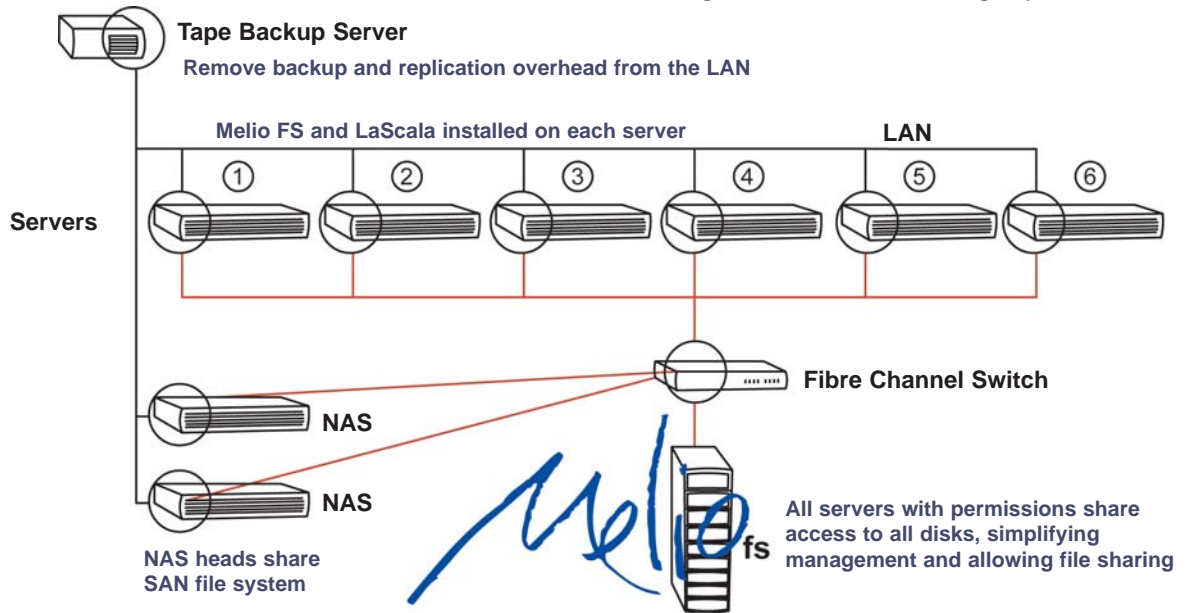 Tape Backup Server
Remove backup and replication overhead from the LAN
Melio FS and LaScala installed on each server
LAN
1 2 3 4 5 6
Servers
Fibre Channel Switch
NAS
NAS
NAS heads share
SAN file system
Melio
fs
All servers with permissions share
access to all disks, simplifying
management and allowing file sharing